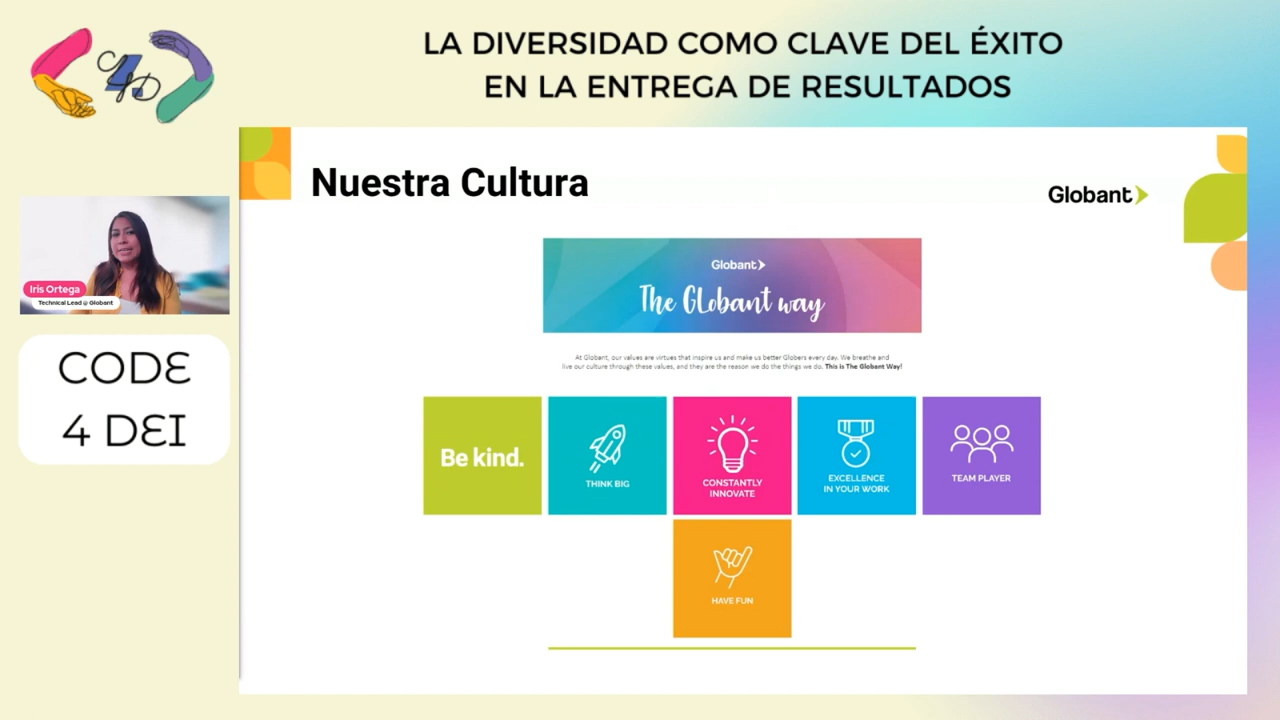 LA DIVERSIDAD COMO CLAVE DEL ÉXITO
EN LA ENTREGA DE RESULTADOS
Nuestra Cultura
Globant
Globant
The GLobant way
At Globant, our values are virtues that inspire us and make us better Globers every day. We breathe and
live our culture through these values, and they are the reason we do the things we do. This is The Globant Way!
Iris Ortega
Technical Lead @ Globant
CODE
4 DEI
Be kind.
THINK BIG
CONSTANTLY
INNOVATE
EXCELLENCE
IN YOUR WORK
TEAM PLAYER
HAVE FUN